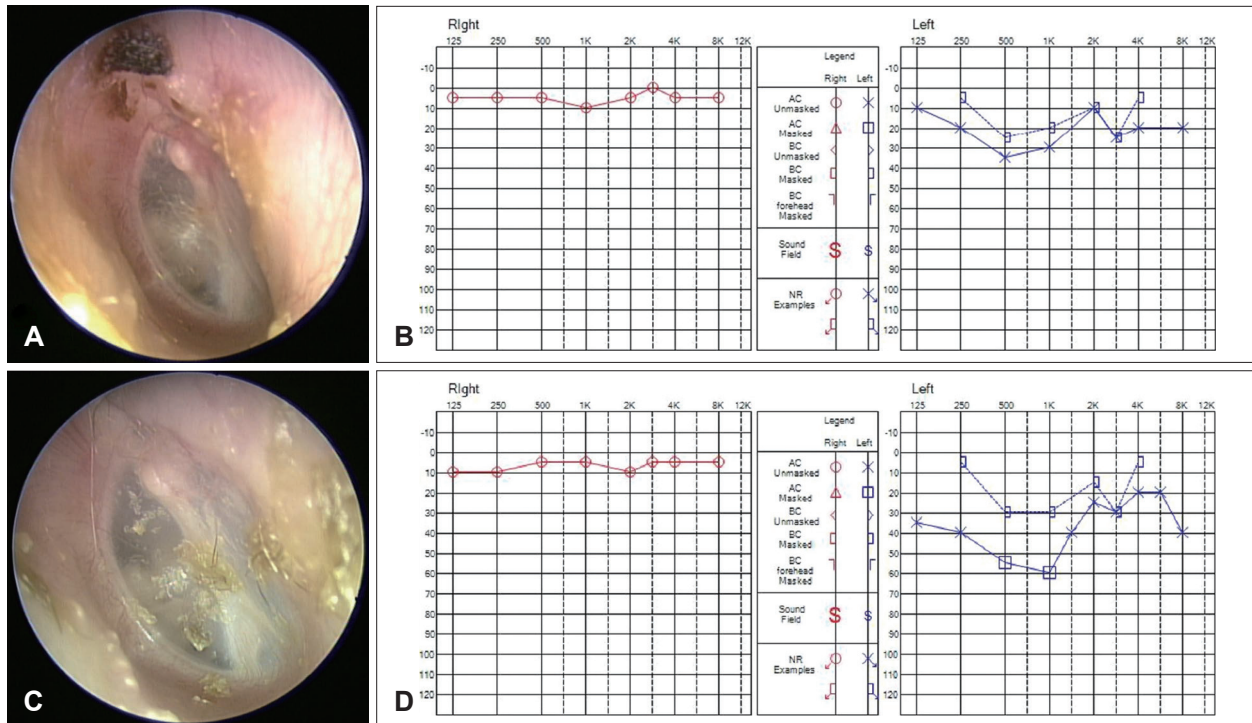 A
B
RIght
125 250 500 1K 2K 4K 8K 12K
-10
0
10
20
30
40
50
60
70
80
90
100
110
120
Legend
Right Left
AC
Unmasked
AC
Masked
BC
Unmasked
BC
Masked
BC
forehead
Masked
Sound
Field
S S
NR
Examples
Left
125 250 500 1K 2K 4K 8K 12K
-10
0
10
20
30
40
50
60
70
80
90
100
110
120
C
D
RIght
125 250 500 1K 2K 4K 8K 12K
-10
0
10
20
30
40
50
60
70
80
90
100
110
120
Legend
Right Left
AC
Unmasked
AC
Masked
BC
Unmasked
BC
Masked
BC
forehead
Masked
Sound
Field
S S
NR
Examples
Left
125 250 500 1K 2K 4K 8K 12K
-10
0
10
20
30
40
50
60
70
80
90
100
110
120